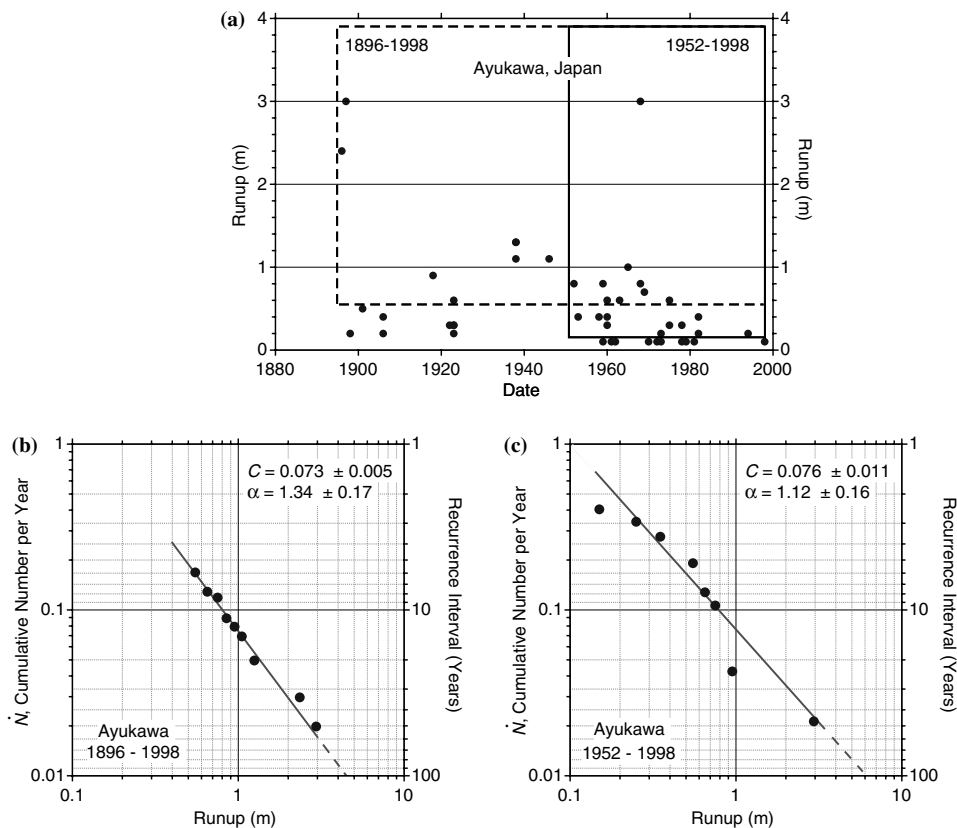 (a)
4
3
2
1
0
Runup (m)
1896-1998
1952-1998
Ayukawa, Japan
4
3
2
1
0
Runup (m)
1880
1900
1920
1940
1960
1980
2000
Date
(b)
1
0.1
0.01
Ṅ, Cumulative Number per Year
C = 0.073 ± 0.005
α = 1.34 ± 0.17
Ayukawa
1896 - 1998
1
10
100
Recurrence Interval (Years)
0.1
1
10
Runup (m)
(c)
1
0.1
0.01
Ṅ, Cumulative Number per Year
C = 0.076 ± 0.011
α = 1.12 ± 0.16
Ayukawa
1952 - 1998
1
10
100
Recurrence Interval (Years)
0.1
1
10
Runup (m)